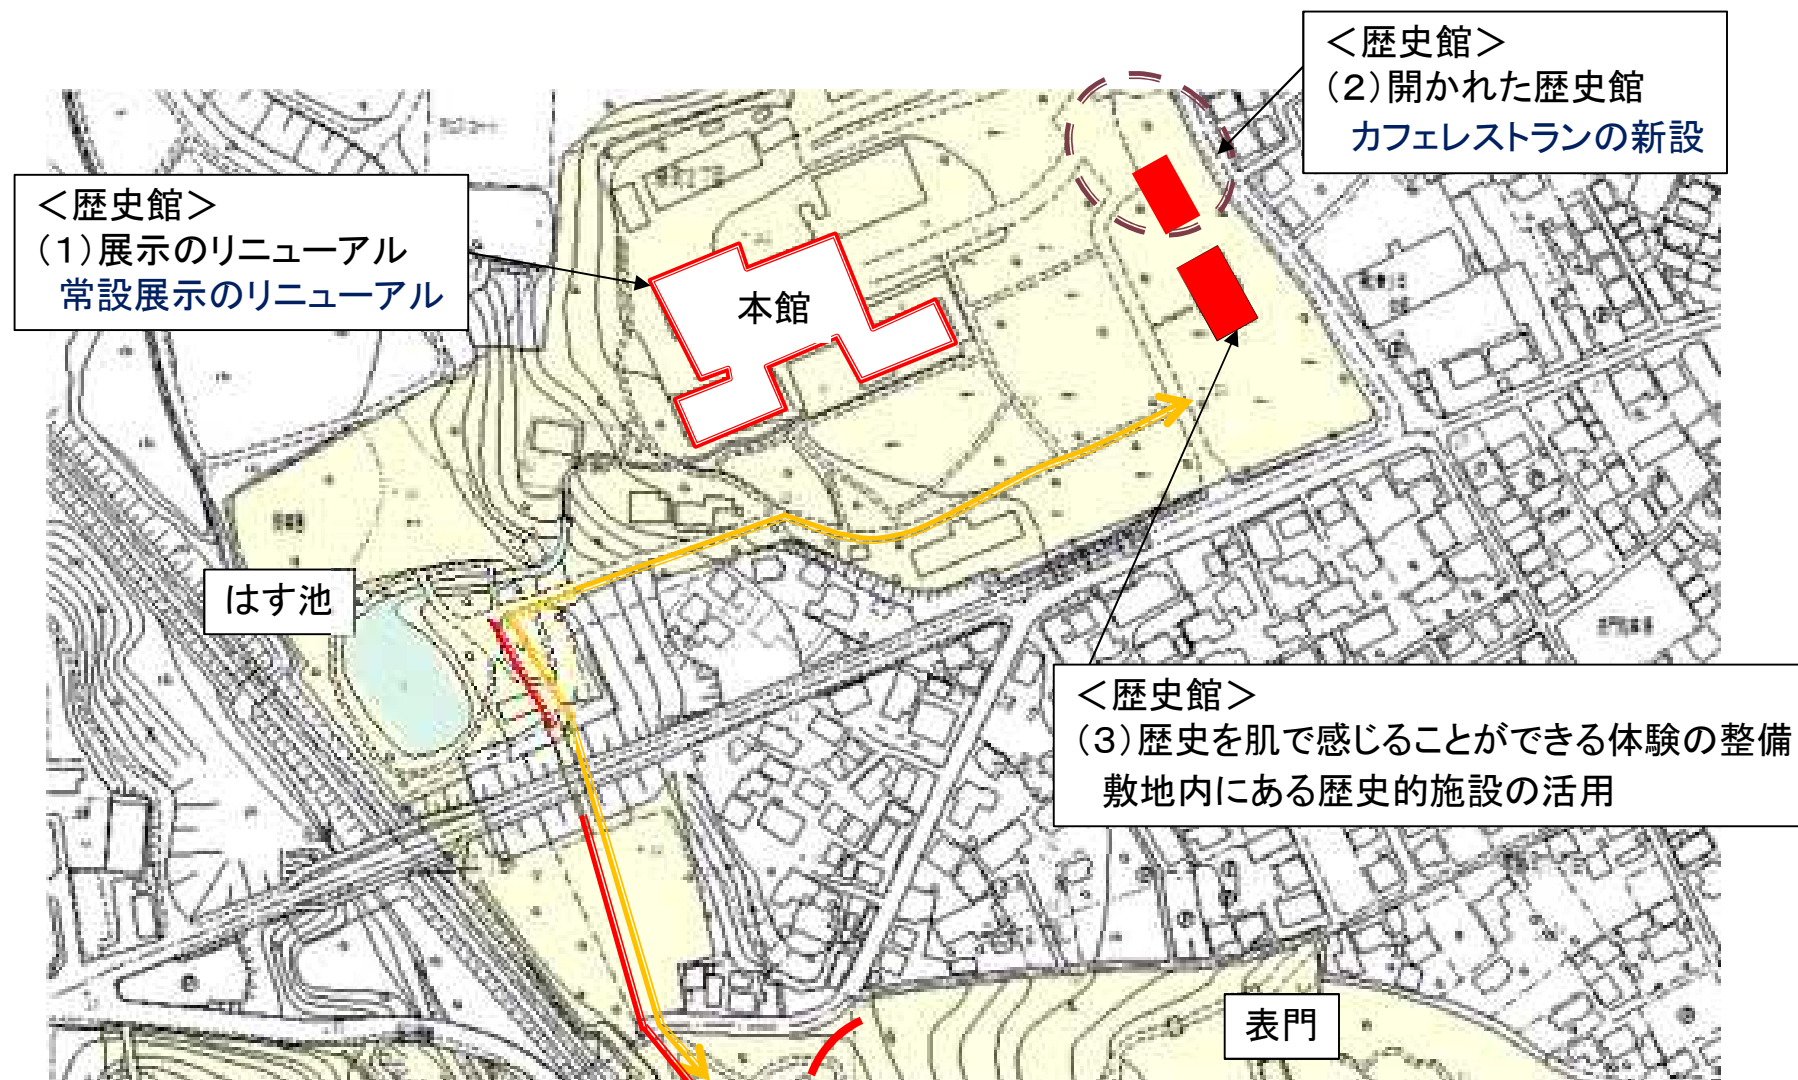 <歴史館>
(2)開かれた歴史館
カフェレストランの新設
<歴史館>
(1)展示のリニューアル
常設展示のリニューアル
本館
はす池
<歴史館>
(3)歴史を肌で感じることができる体験の整備
敷地内にある歴史的施設の活用
表門